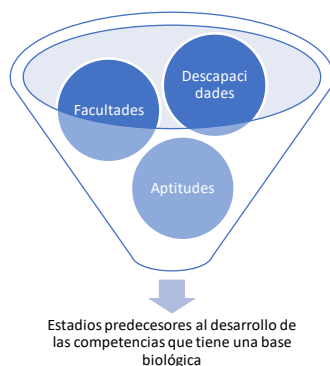 Descapaci
dades
Facultades
Aptitudes
Estadios predecesores al desarrollo de
las competencias que tiene una base
biológica